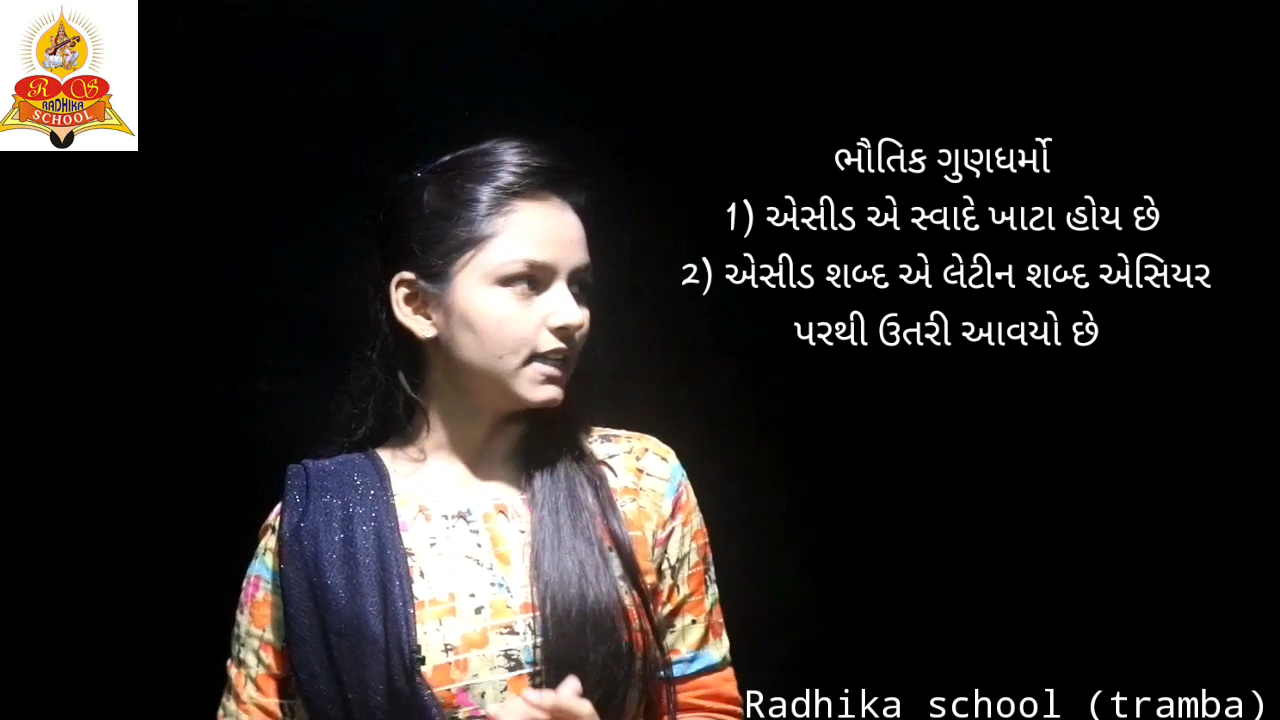 R S
RADHIKA
SCHOOL
ભૌતિક ગુણધર્મો
1) એસીડ એ સ્વાદે ખાટા હોય છે
2) એસીડ શબ્દ એ લેટીન શબ્દ એસિયર
પરથી ઉતરી આવયો છે
Radhika school (tramba)